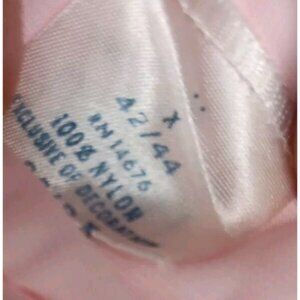 X
42/44
RN 14676
100% NYLON
EXCLUSIVE OF DECORATION